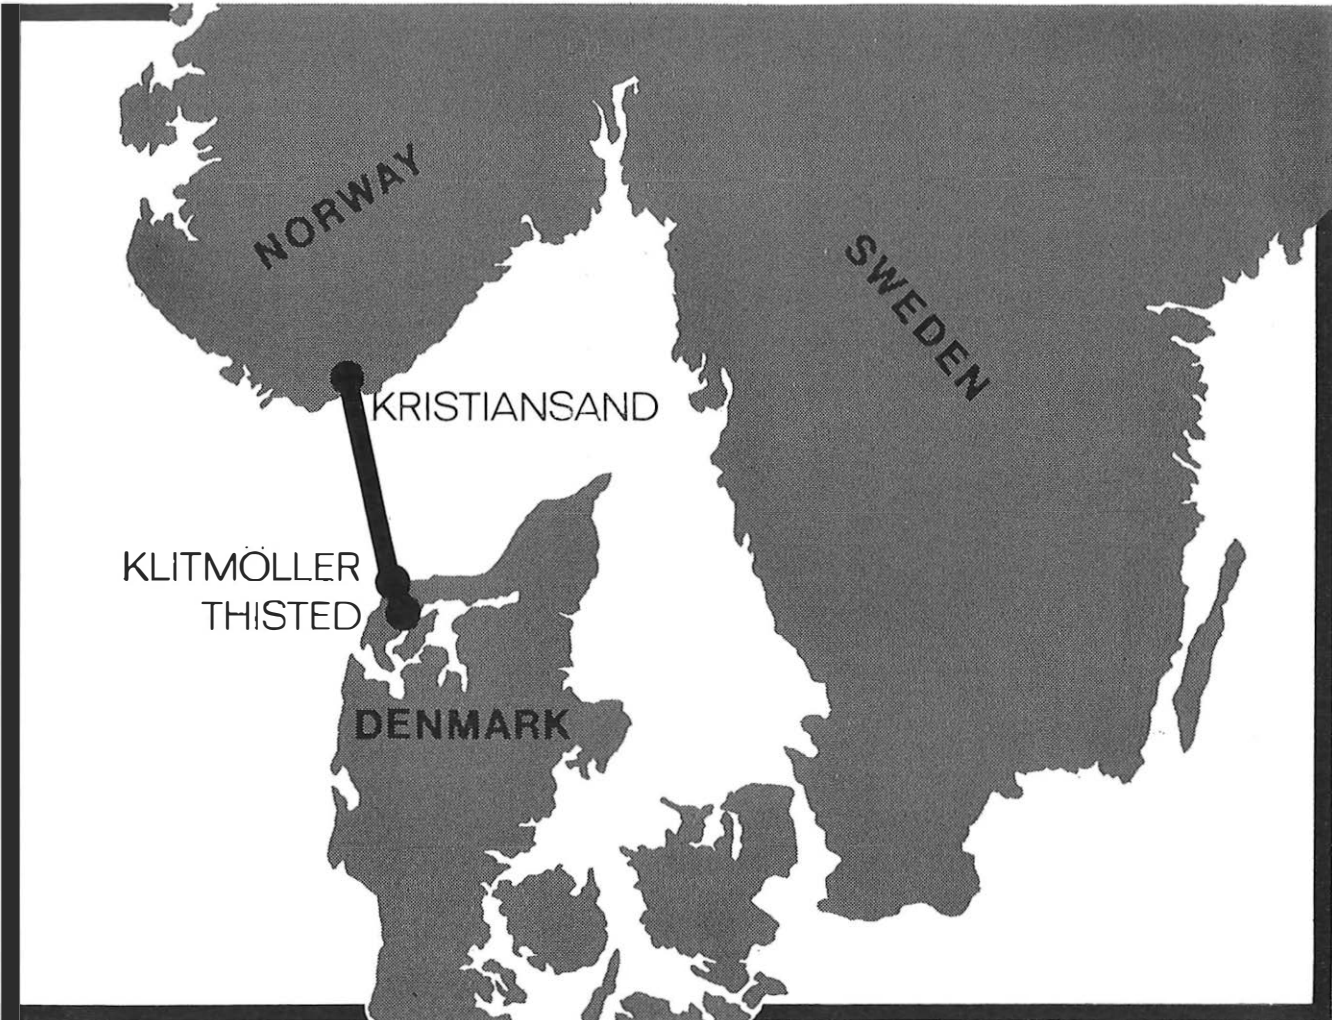 NORWAY
SWEDEN
KRISTIANSAND
KLITMÖLLER
THISTED
DENMARK